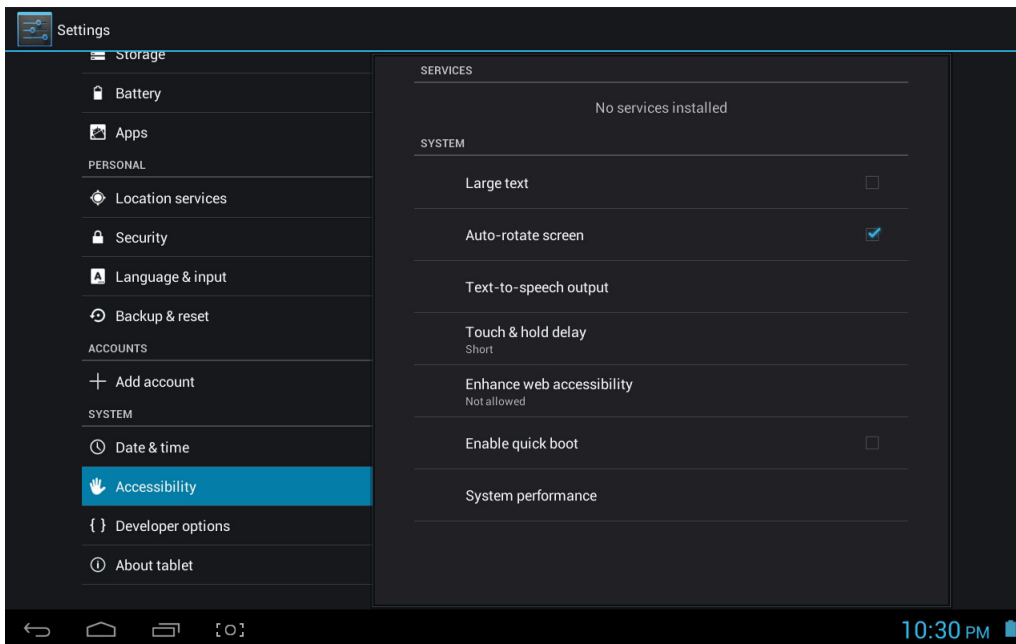 Settings
Storage
Battery
Apps
PERSONAL
Location services
Security
Language & input
Backup & reset
ACCOUNTS
Add account
SYSTEM
Date & time
Accessibility
Developer options
About tablet
SERVICES
No services installed
SYSTEM
Large text
Auto-rotate screen
Text-to-speech output
Touch & hold delay
Short
Enhance web accessibility
Not allowed
Enable quick boot
System performance
10:30 PM